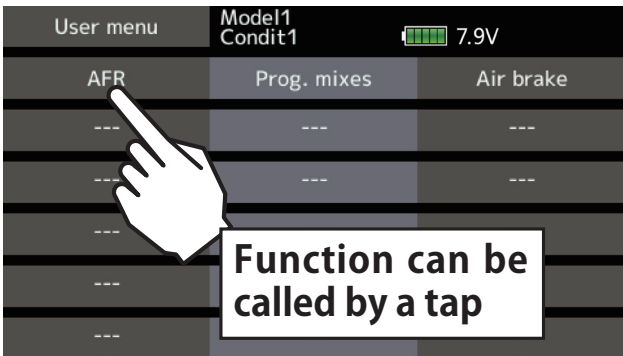 User menu
Model1
Condit1
7.9V
AFR Prog. mixes Air brake
--- --- ---
--- --- ---
---
Function can be
called by a tap
---
---